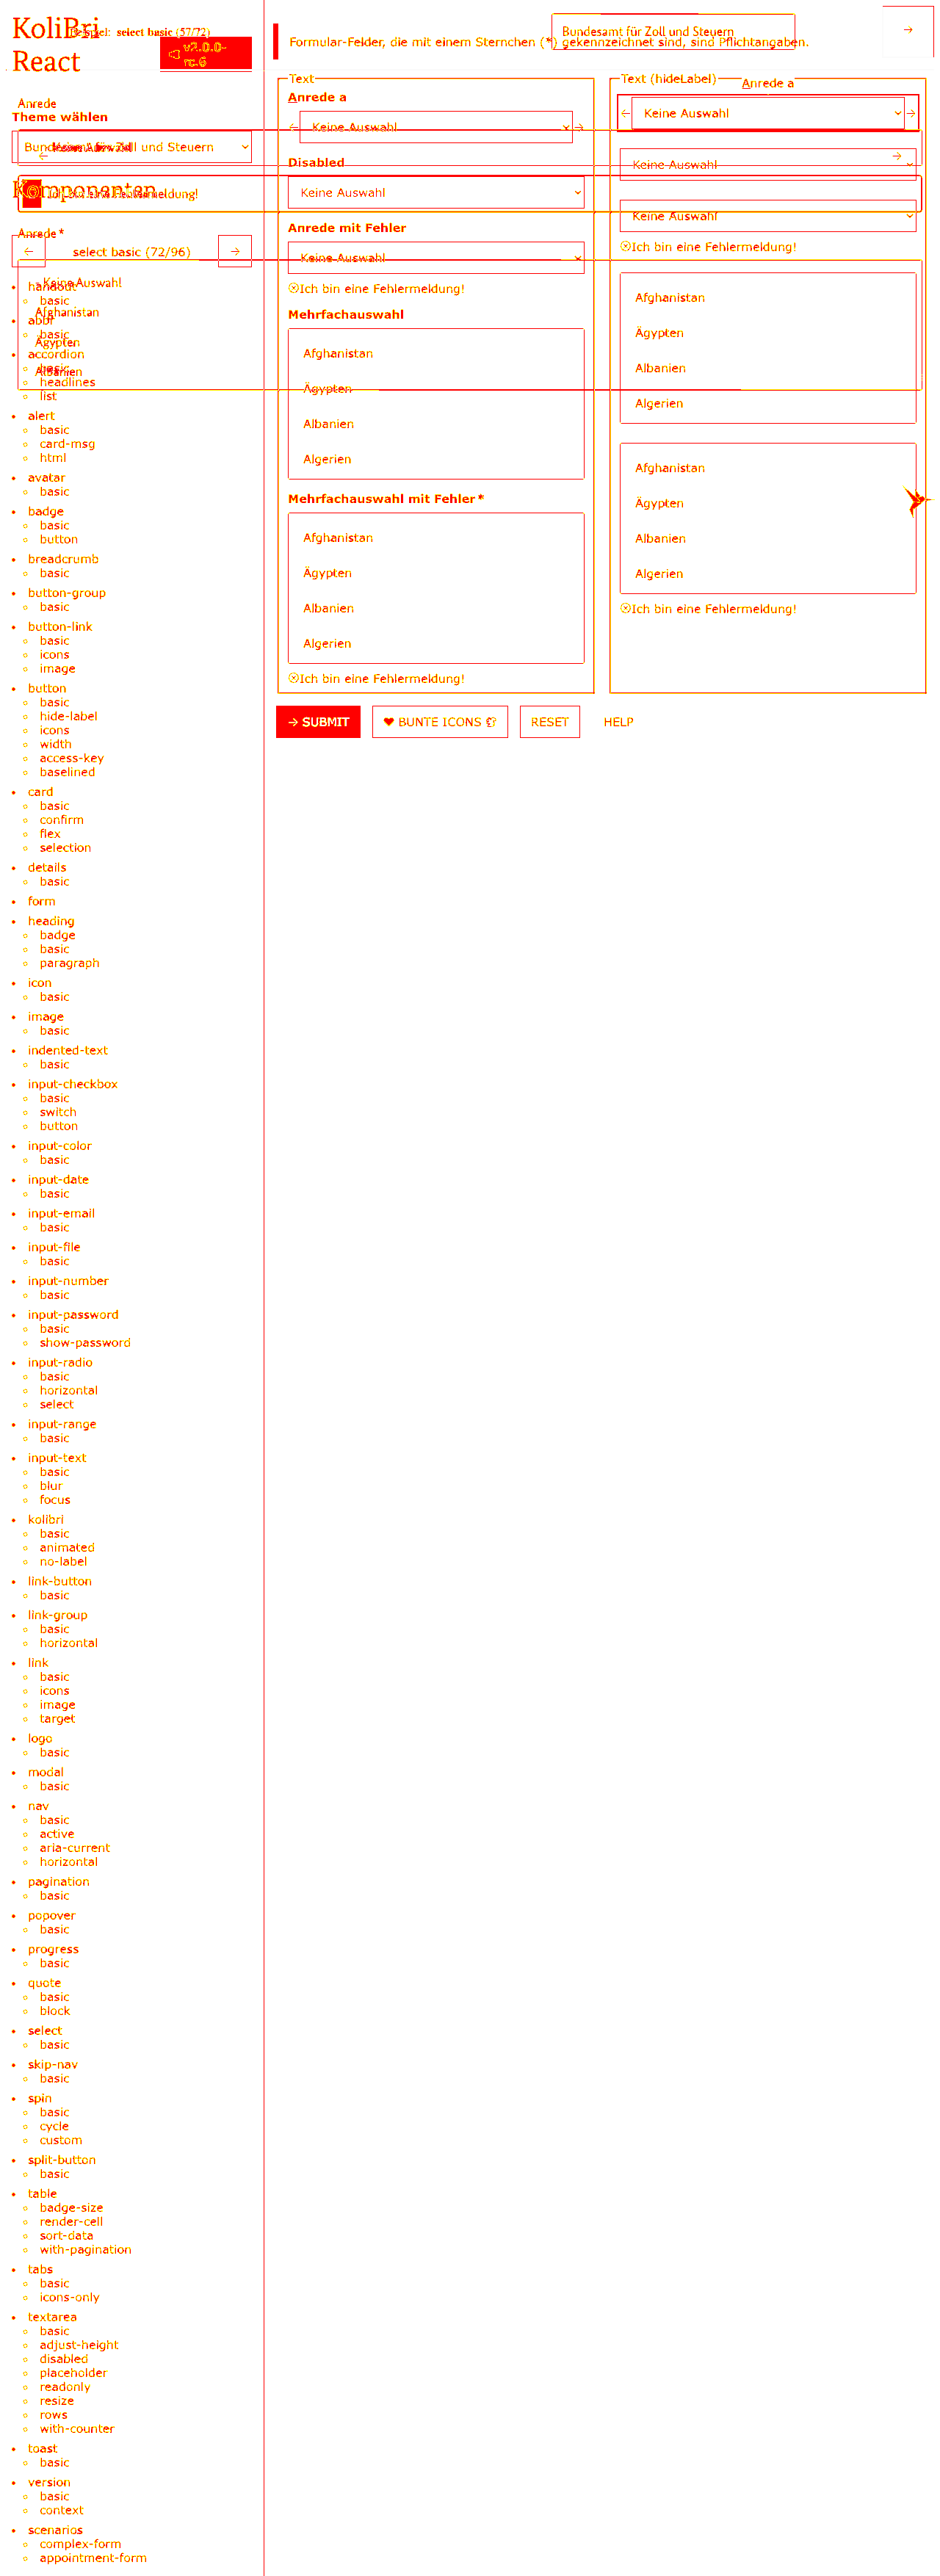 KoliBri
React
Beispiel: select basic (57/72)
v2.0.0-
rc.6
Anrede
Theme wählen
Bundesamt für Zoll und Steuern
Komponenten
Ich bin eine Fehlermeldung!
Anrede *
← select basic (72/96) →
Keine Auswahl
Afghanistan
Ägypten
Albanien
handout
basic
abbr
basic
accordion
basic
headlines
list
alert
basic
card-msg
html
avatar
basic
badge
basic
button
breadcrumb
basic
button-group
basic
button-link
basic
icons
image
button
basic
hide-label
icons
width
access-key
baselined
card
basic
confirm
flex
selection
details
basic
form
heading
badge
basic
paragraph
icon
basic
image
basic
indented-text
basic
input-checkbox
basic
switch
button
input-color
basic
input-date
basic
input-email
basic
input-file
basic
input-number
basic
input-password
basic
show-password
input-radio
basic
horizontal
select
input-range
basic
input-text
basic
blur
focus
kolibri
basic
animated
no-label
link-button
basic
link-group
basic
horizontal
link
basic
icons
image
target
logo
basic
modal
basic
nav
basic
active
aria-current
horizontal
pagination
basic
popover
basic
progress
basic
quote
basic
block
select
basic
skip-nav
basic
spin
basic
cycle
custom
split-button
basic
table
badge-size
render-cell
sort-data
with-pagination
tabs
basic
icons-only
textarea
basic
adjust-height
disabled
placeholder
readonly
resize
rows
with-counter
toast
basic
version
basic
context
scenarios
complex-form
appointment-form
Bundesamt für Zoll und Steuern →
Formular-Felder, die mit einem Sternchen (*) gekennzeichnet sind, sind Pflichtangaben.
Text
Anrede a
← Keine Auswahl →
Disabled
Keine Auswahl
Anrede mit Fehler
Keine Auswahl
Ich bin eine Fehlermeldung!
Mehrfachauswahl
Afghanistan
Ägypten
Albanien
Algerien
Mehrfachauswahl mit Fehler *
Afghanistan
Ägypten
Albanien
Algerien
Ich bin eine Fehlermeldung!
Text (hideLabel)
Anrede a
← Keine Auswahl →
Keine Auswahl
Keine Auswahl
Ich bin eine Fehlermeldung!
Afghanistan
Ägypten
Albanien
Algerien
Afghanistan
Ägypten
Albanien
Algerien
Ich bin eine Fehlermeldung!
→ SUBMIT
BUNTE ICONS
RESET
HELP